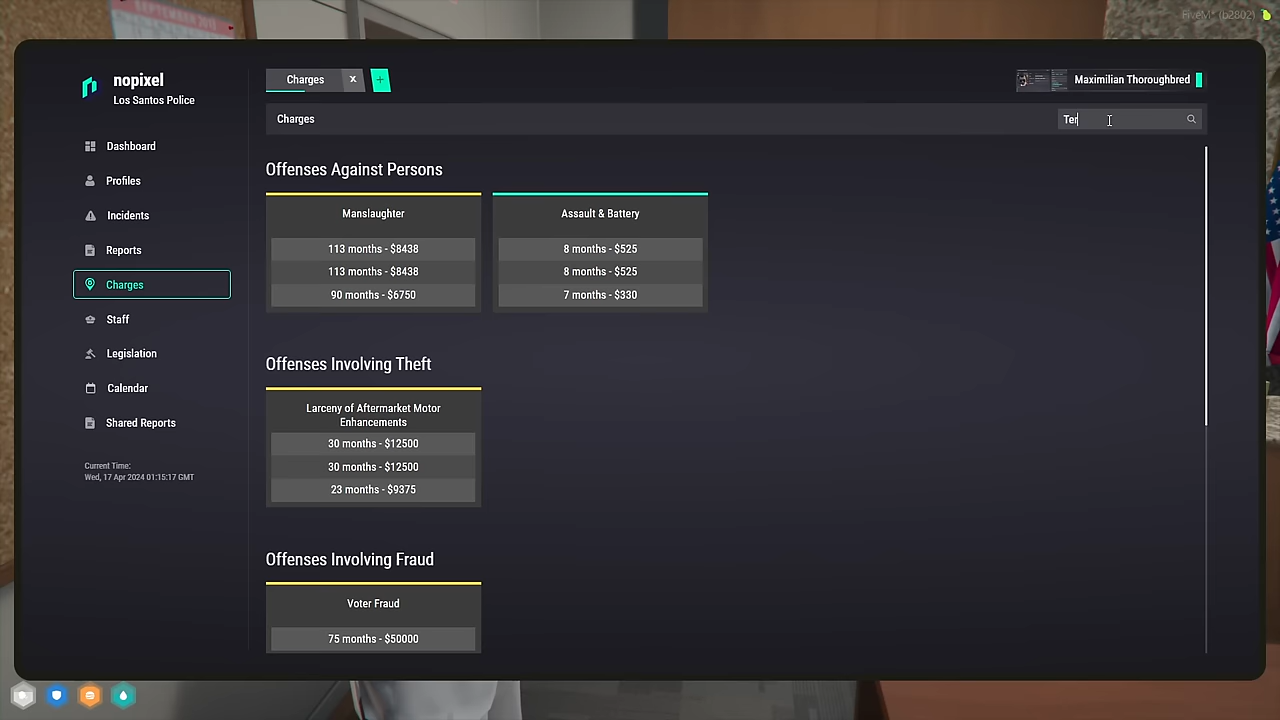 SEPTEMBER 2013
FiveM* (b2802)
nopixel
Los Santos Police
Charges
x
+
Maximilian Thoroughbred
Charges
Ter
Dashboard
Profiles
Incidents
Reports
Charges
Staff
Legislation
Calendar
Shared Reports
Current Time:
Wed, 17 Apr 2024 01:15:17 GMT
Offenses Against Persons
Manslaughter
113 months - $8438
113 months - $8438
90 months - $6750
Assault & Battery
8 months - $525
8 months - $525
7 months - $330
Offenses Involving Theft
Larceny of Aftermarket Motor
Enhancements
30 months - $12500
30 months - $12500
23 months - $9375
Offenses Involving Fraud
Voter Fraud
75 months - $50000